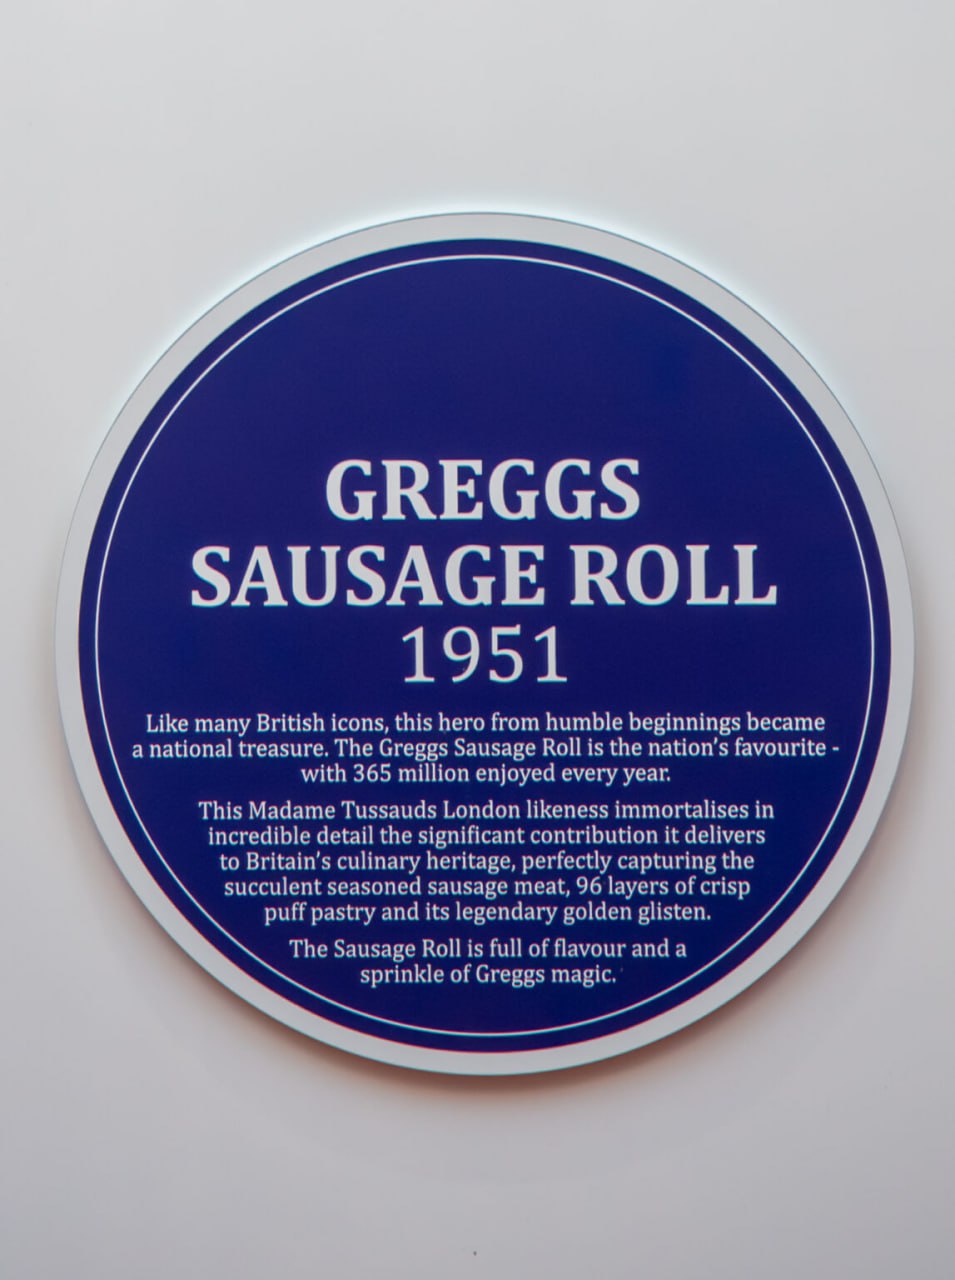 GREGGS
SAUSAGE ROLL
1951
Like many British icons, this hero from humble beginnings became
a national treasure. The Greggs Sausage Roll is the nation’s favourite -
with 365 million enjoyed every year.
This Madame Tussauds London likeness immortalises in
incredible detail the significant contribution it delivers
to Britain’s culinary heritage, perfectly capturing the
succulent seasoned sausage meat, 96 layers of crisp
puff pastry and its legendary golden glisten.
The Sausage Roll is full of flavour and a
sprinkle of Greggs magic.